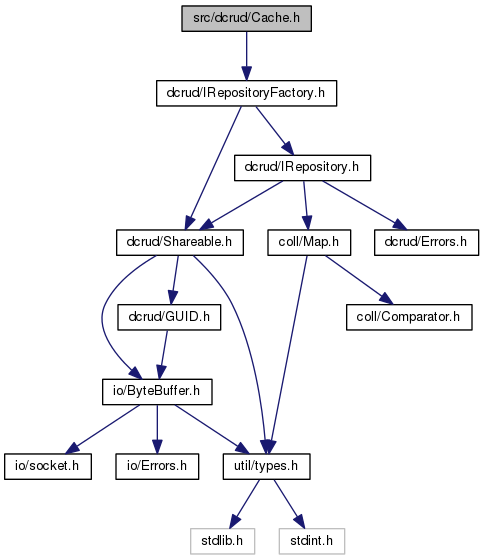 src/dcrud/Cache.h
dcrud/IRepositoryFactory.h
dcrud/IRepository.h
dcrud/Shareable.h
coll/Map.h
dcrud/Errors.h
dcrud/GUID.h
coll/Comparator.h
io/ByteBuffer.h
io/socket.h
io/Errors.h
util/types.h
stdlib.h
stdint.h